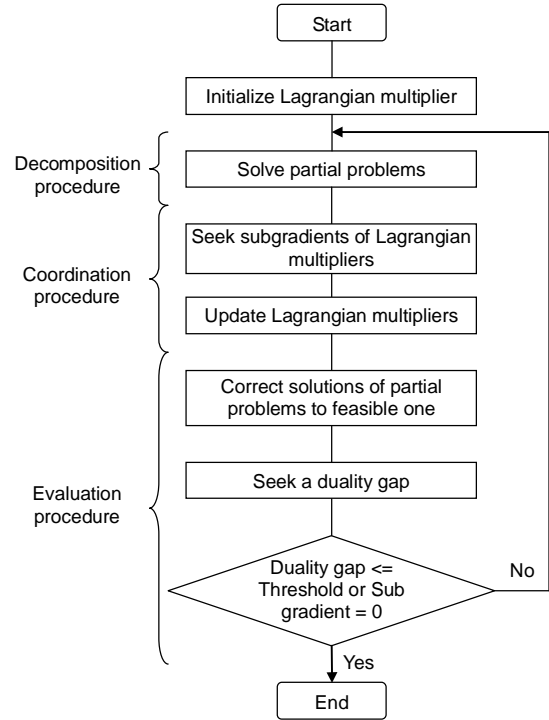 Start
Initialize Lagrangian multiplier
Decomposition
procedure
Solve partial problems
Coordination
procedure
Seek subgradients of Lagrangian
multipliers
Update Lagrangian multipliers
Evaluation
procedure
Correct solutions of partial
problems to feasible one
Seek a duality gap
Duality gap <=
Threshold or Sub
gradient = 0
No
Yes
End